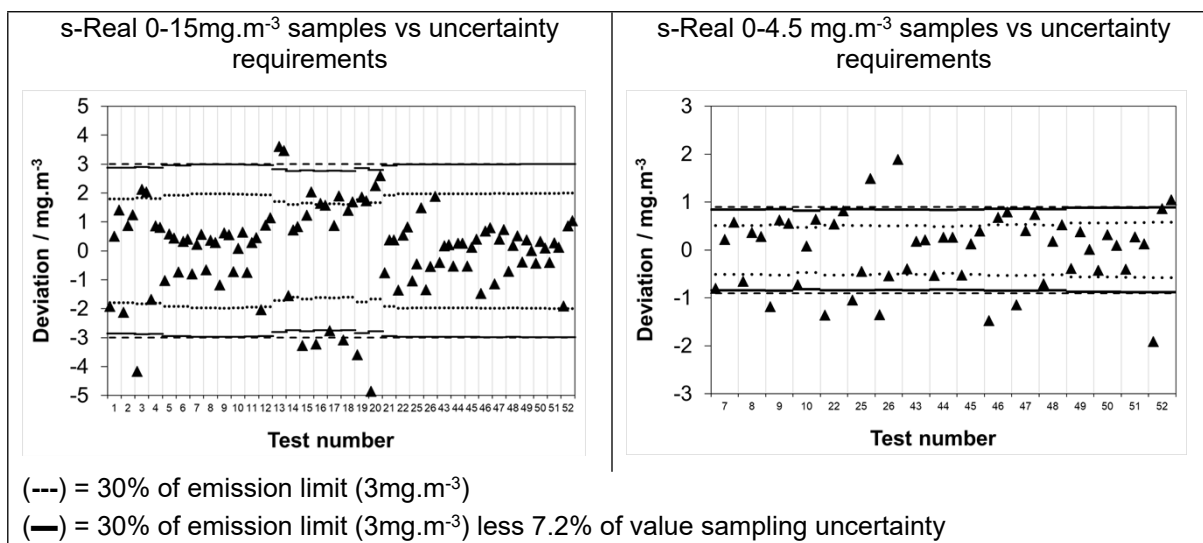 s-Real 0-15mg.m⁻³ samples vs uncertainty
requirements
5
4
3
2
1
0
-1
-2
-3
-4
-5
Deviation / mg.m⁻³
1 2 3 4 5 6 7 8 9 10 11 12 13 14 15 16 17 18 19 20 21 22 25 26 43 44 45 46 47 48 49 50 51 52
Test number
s-Real 0-4.5 mg.m⁻³ samples vs uncertainty
requirements
3
2
1
0
-1
-2
-3
Deviation / mg.m⁻³
7 8 9 10 22 25 26 43 44 45 46 47 48 49 50 51 52
Test number
(---) = 30% of emission limit (3mg.m⁻³)
(—) = 30% of emission limit (3mg.m⁻³) less 7.2% of value sampling uncertainty